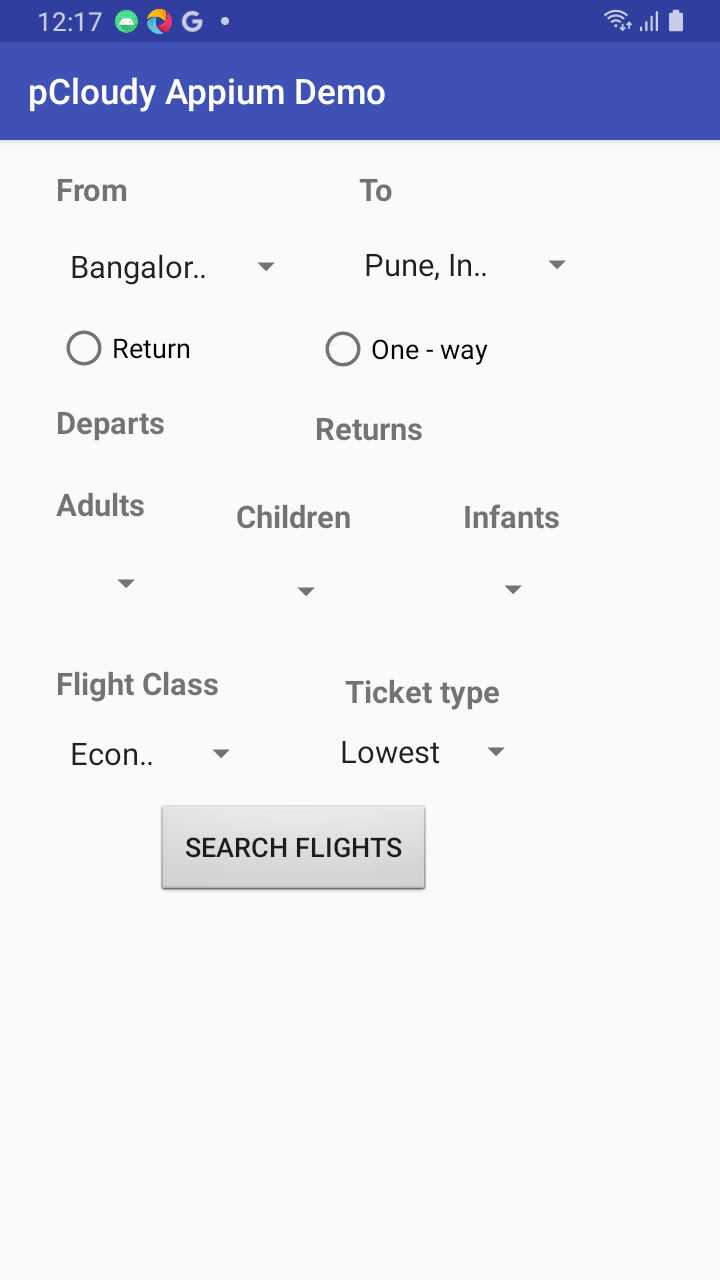 12:17
pCloudy Appium Demo
From To
Bangalor.. Pune, In..
Return One - way
Departs Returns
Adults Children Infants
Flight Class Ticket type
Econ.. Lowest
SEARCH FLIGHTS